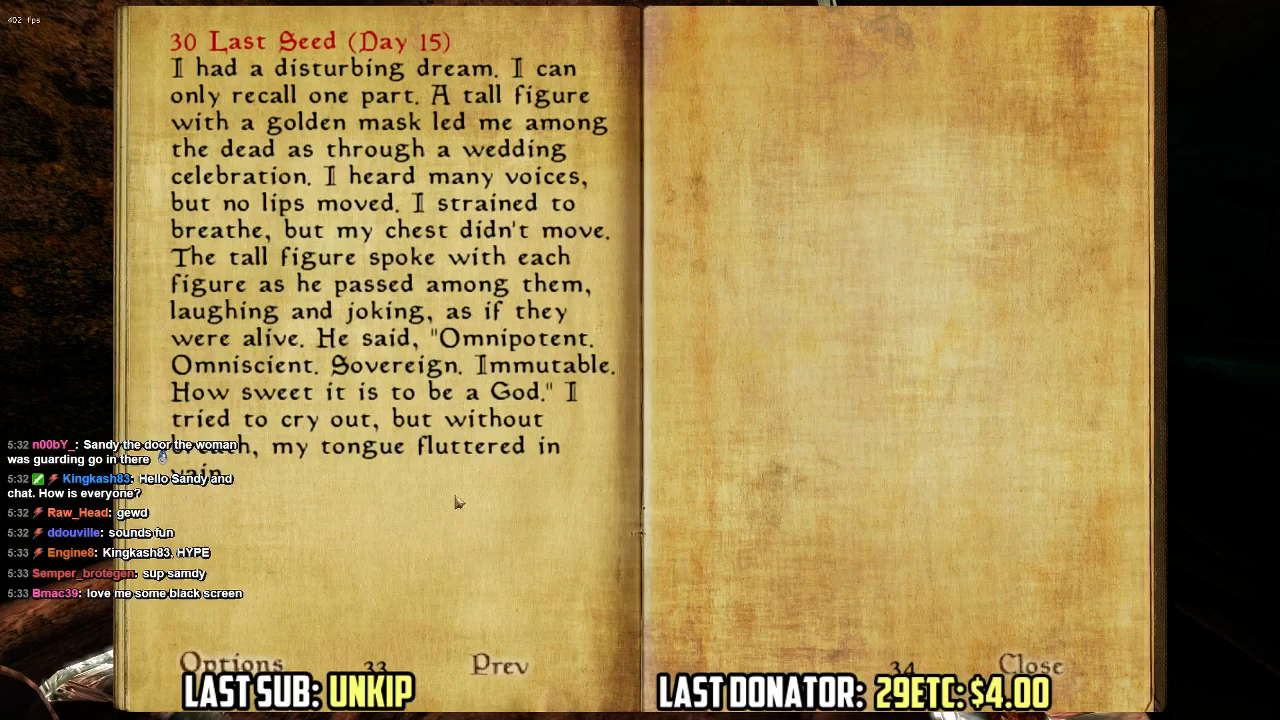 402 fps
30 Last Seed (Day 15)
I had a disturbing dream. I can
only recall one part. A tall figure
with a golden mask led me among
the dead as through a wedding
celebration. I heard many voices,
but no lips moved. I strained to
breathe, but my chest didn't move.
The tall figure spoke with each
figure as he passed among them,
laughing and joking, as if they
were alive. He said, "Omnipotent.
Omniscient. Sovereign. Immutable.
How sweet it is to be a God." I
tried to cry out, but without
breath, my tongue fluttered in
vain.
5:32 n00bY_: Sandy the door the woman
was guarding go in there
5:32 Kingkash83: Hello Sandy and
chat. How is everyone?
5:32 Raw_Head: gewd
5:32 ddouville: sounds fun
5:33 Engine8: Kingkash83, HYPE
5:33 Semper_brotegen: sup samdy
5:33 Bmac39: love me some black screen
Options 33 Prev
34 Close
LAST SUB: UNKIP
LAST DONATOR: 29ETC: $4.00